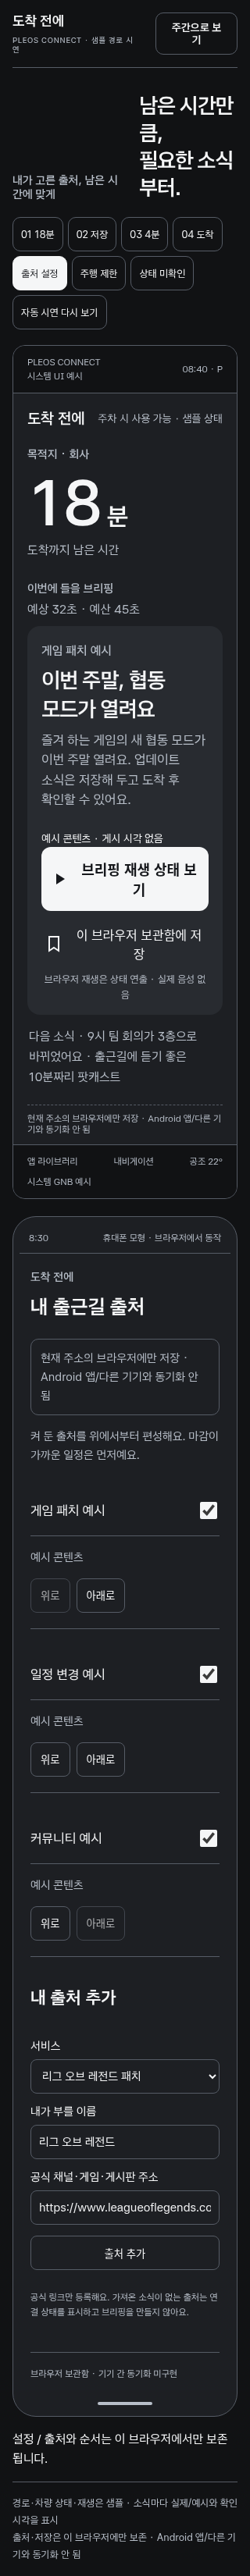 도착 전에
PLEOS CONNECT · 샘플 경로 시
연
주간으로 보
기
남은 시간만
큼,
필요한 소식
부터.
내가 고른 출처, 남은 시
간에 맞게
01 18분
02 저장
03 4분
04 도착
출처 설정
주행 제한
상태 미확인
자동 시연 다시 보기
PLEOS CONNECT
시스템 UI 예시
08:40 · P
도착 전에
주차 시 사용 가능 · 샘플 상태
목적지 · 회사
18분
도착까지 남은 시간
이번에 들을 브리핑
예상 32초 · 예산 45초
게임 패치 예시
이번 주말, 협동
모드가 열려요
즐겨 하는 게임의 새 협동 모드가
이번 주말 열려요. 업데이트
소식은 저장해 두고 도착 후
확인할 수 있어요.
예시 콘텐츠 · 게시 시각 없음
브리핑 재생 상태 보
기
이 브라우저 보관함에 저
장
브라우저 재생은 상태 연출 · 실제 음성 없
음
다음 소식 · 9시 팀 회의가 3층으로
바뀌었어요 · 출근길에 듣기 좋은
10분짜리 팟캐스트
현재 주소의 브라우저에만 저장 · Android 앱/다른 기
기와 동기화 안 됨
앱 라이브러리
내비게이션
공조 22°
시스템 GNB 예시
8:30
휴대폰 모형 · 브라우저에서 동작
도착 전에
내 출근길 출처
현재 주소의 브라우저에만 저장 ·
Android 앱/다른 기기와 동기화 안
됨
켜 둔 출처를 위에서부터 편성해요. 마감이
가까운 일정은 먼저예요.
게임 패치 예시
예시 콘텐츠
위로
아래로
일정 변경 예시
예시 콘텐츠
위로
아래로
커뮤니티 예시
예시 콘텐츠
위로
아래로
내 출처 추가
서비스
리그 오브 레전드 패치
내가 부를 이름
리그 오브 레전드
공식 채널·게임·게시판 주소
https://www.leagueoflegends.cc
출처 추가
공식 링크만 등록해요. 가져온 소식이 없는 출처는 연
결 상태를 표시하고 브리핑을 만들지 않아요.
브라우저 보관함 · 기기 간 동기화 미구현
설정 / 출처와 순서는 이 브라우저에서만 보존
됩니다.
경로·차량 상태·재생은 샘플 · 소식마다 실제/예시와 확인
시각을 표시
출처·저장은 이 브라우저에만 보존 · Android 앱/다른 기
기와 동기화 안 됨